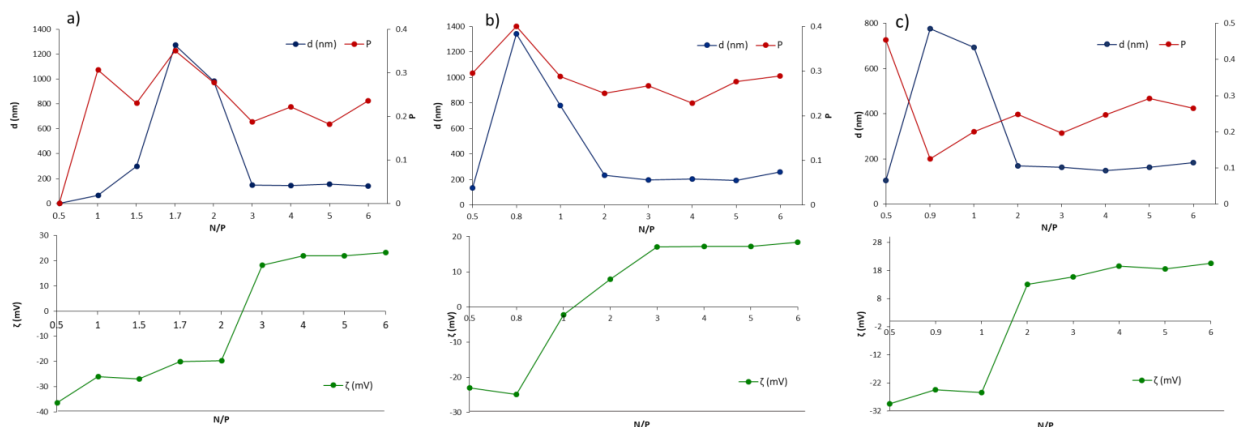 a)
d (nm) P
1400
1200
1000
800
600
400
200
0
d (nm)
0.4
0.3
0.2
0.1
0
P
0.5 1 1.5 1.7 2 3 4 5 6
N/P
30
20
10
0
-10
-20
-30
-40
ζ (mV)
0.5 1 1.5 1.7 2 3 4 5 6
ζ (mV)
N/P
b)
d (nm) P
1400
1200
1000
800
600
400
200
0
d (nm)
0.4
0.3
0.2
0.1
0
P
0.5 0.8 1 2 3 4 5 6
N/P
20
10
0
-10
-20
-30
ζ (mV)
0.5 0.8 1 2 3 4 5 6
ζ (mV)
N/P
c)
d (nm) P
800
600
400
200
0
d (nm)
0.5
0.4
0.3
0.2
0.1
0
P
0.5 0.9 1 2 3 4 5 6
N/P
28
18
8
-2
-12
-22
-32
ζ (mV)
0.5 0.9 1 2 3 4 5 6
ζ (mV)
N/P